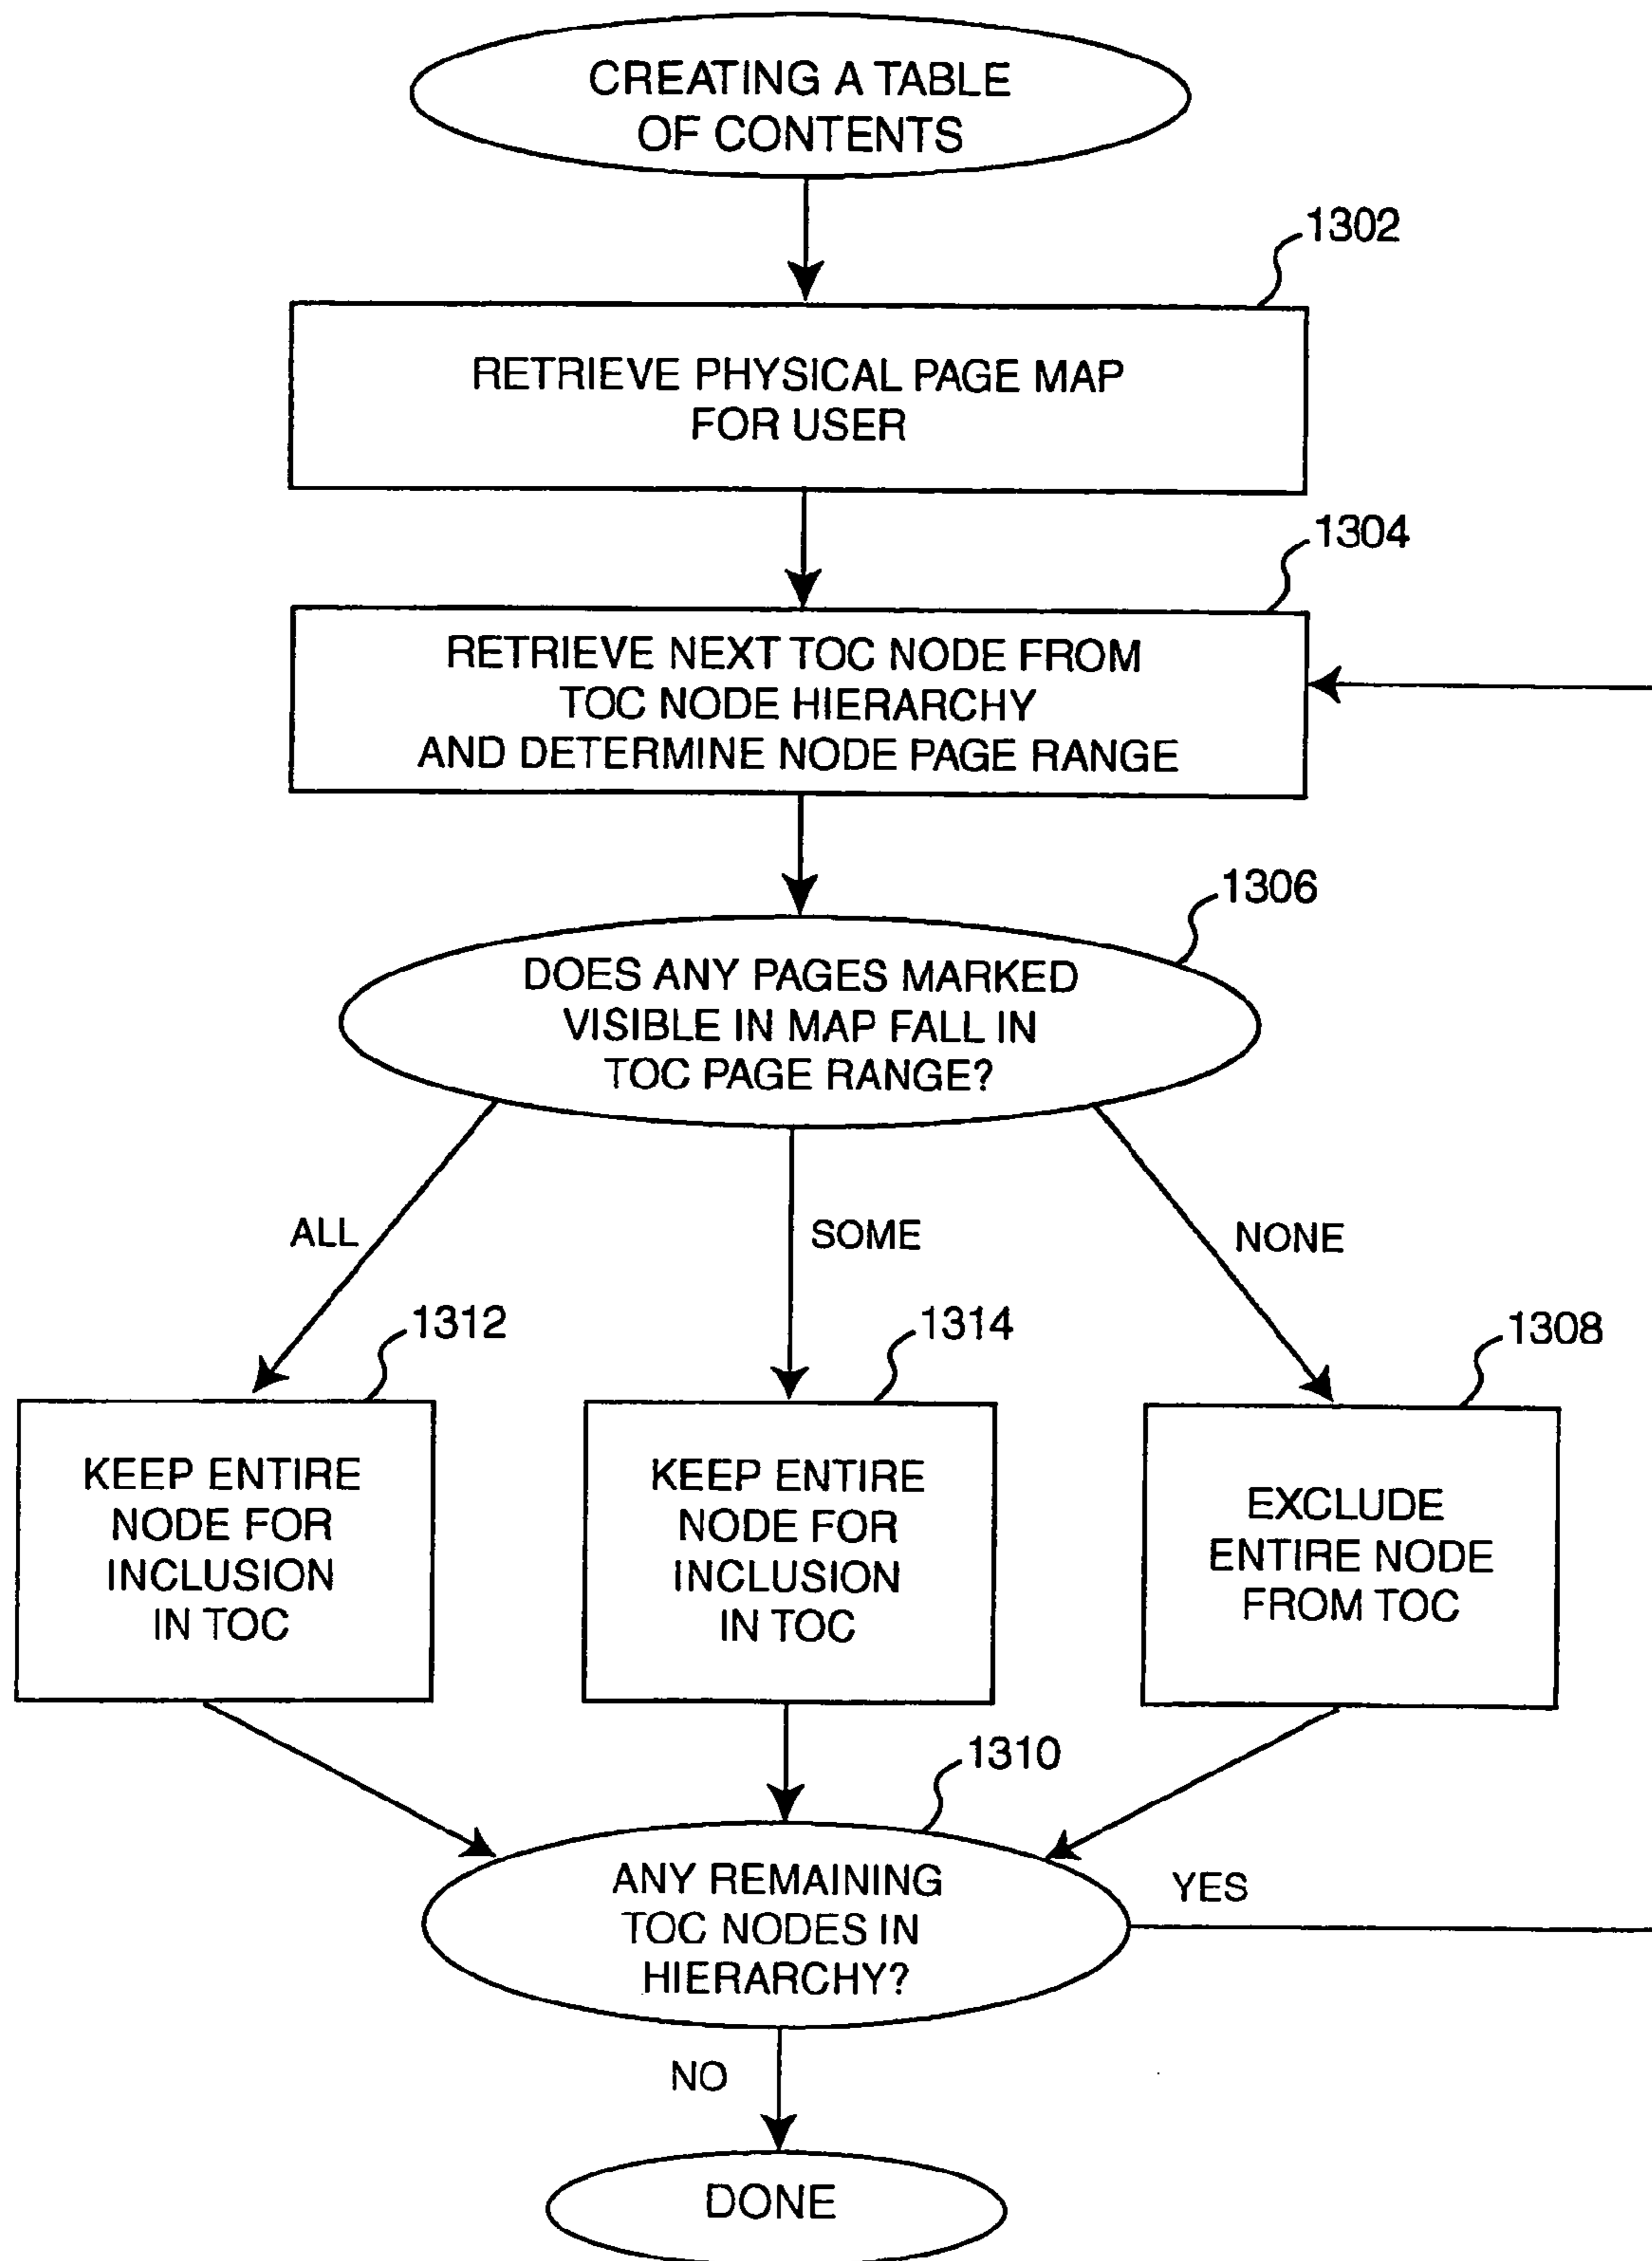 CREATING A TABLE
OF CONTENTS
1302
RETRIEVE PHYSICAL PAGE MAP
FOR USER
1304
RETRIEVE NEXT TOC NODE FROM
TOC NODE HIERARCHY
AND DETERMINE NODE PAGE RANGE
1306
DOES ANY PAGES MARKED
VISIBLE IN MAP FALL IN
TOC PAGE RANGE?
ALL
SOME
NONE
1312
1314
1308
KEEP ENTIRE
NODE FOR
INCLUSION
IN TOC
KEEP ENTIRE
NODE FOR
INCLUSION
IN TOC
EXCLUDE
ENTIRE NODE
FROM TOC
1310
ANY REMAINING
TOC NODES IN
HIERARCHY?
YES
NO
DONE